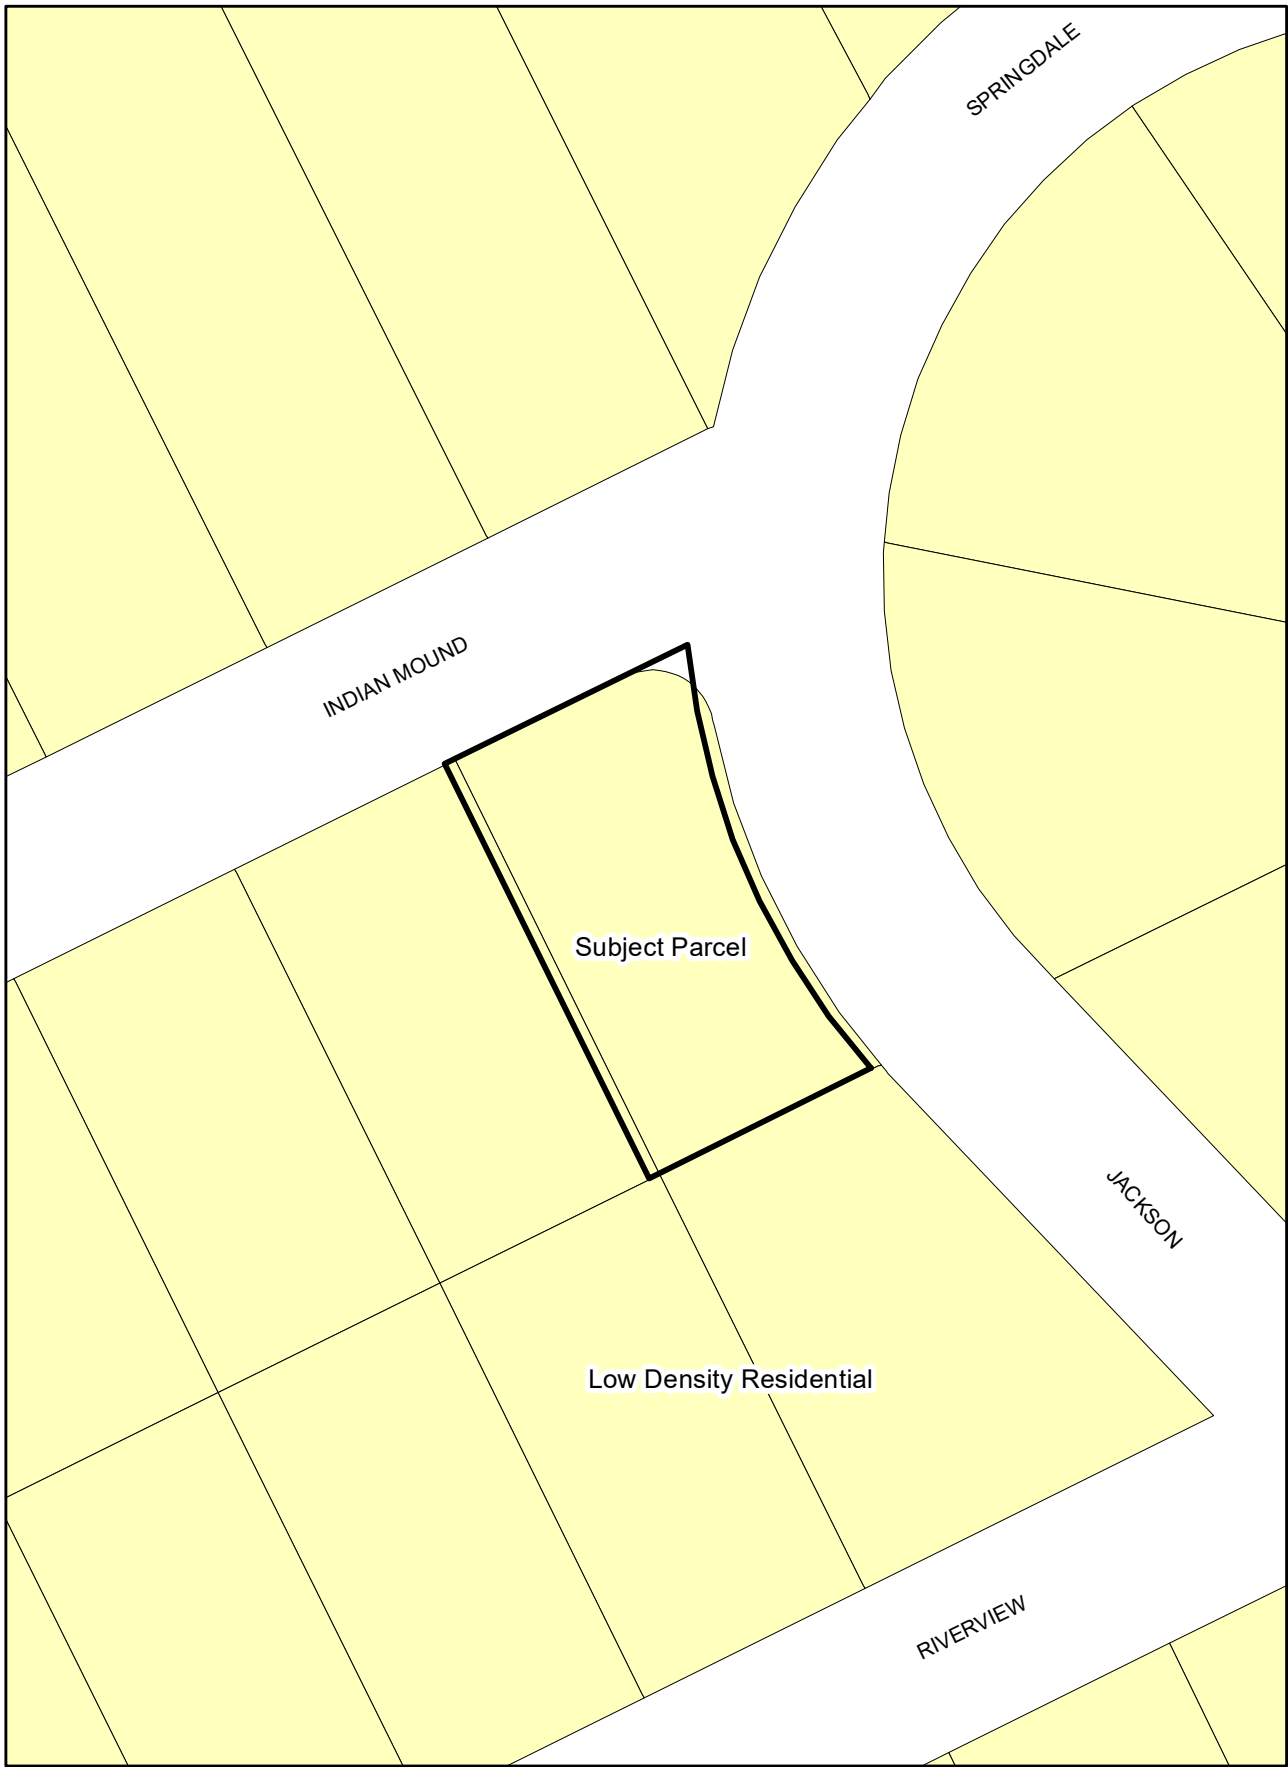 SPRINGDALE
INDIAN MOUND
Subject Parcel
JACKSON
Low Density Residential
RIVERVIEW